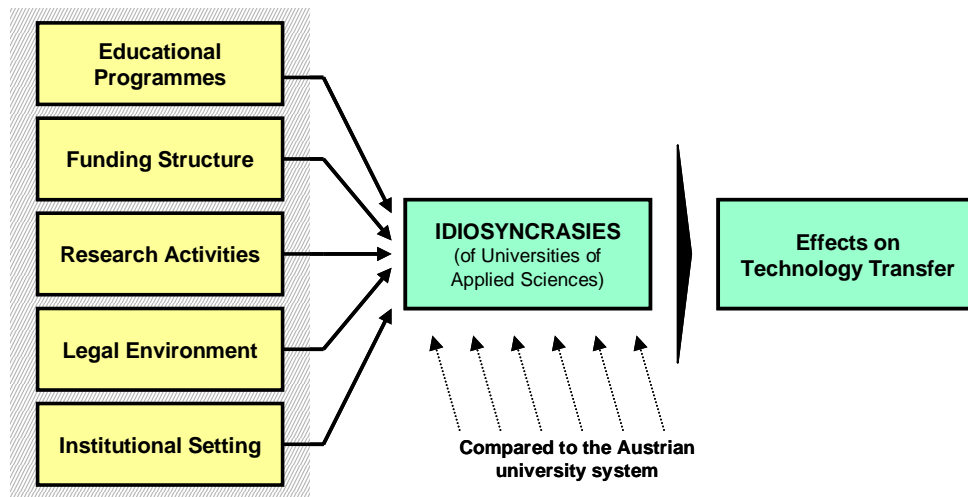 Educational
Programmes
Funding Structure
Research Activities
Legal Environment
Institutional Setting
IDIOSYNCRASIES
(of Universities of
Applied Sciences)
Effects on
Technology Transfer
Compared to the Austrian
university system